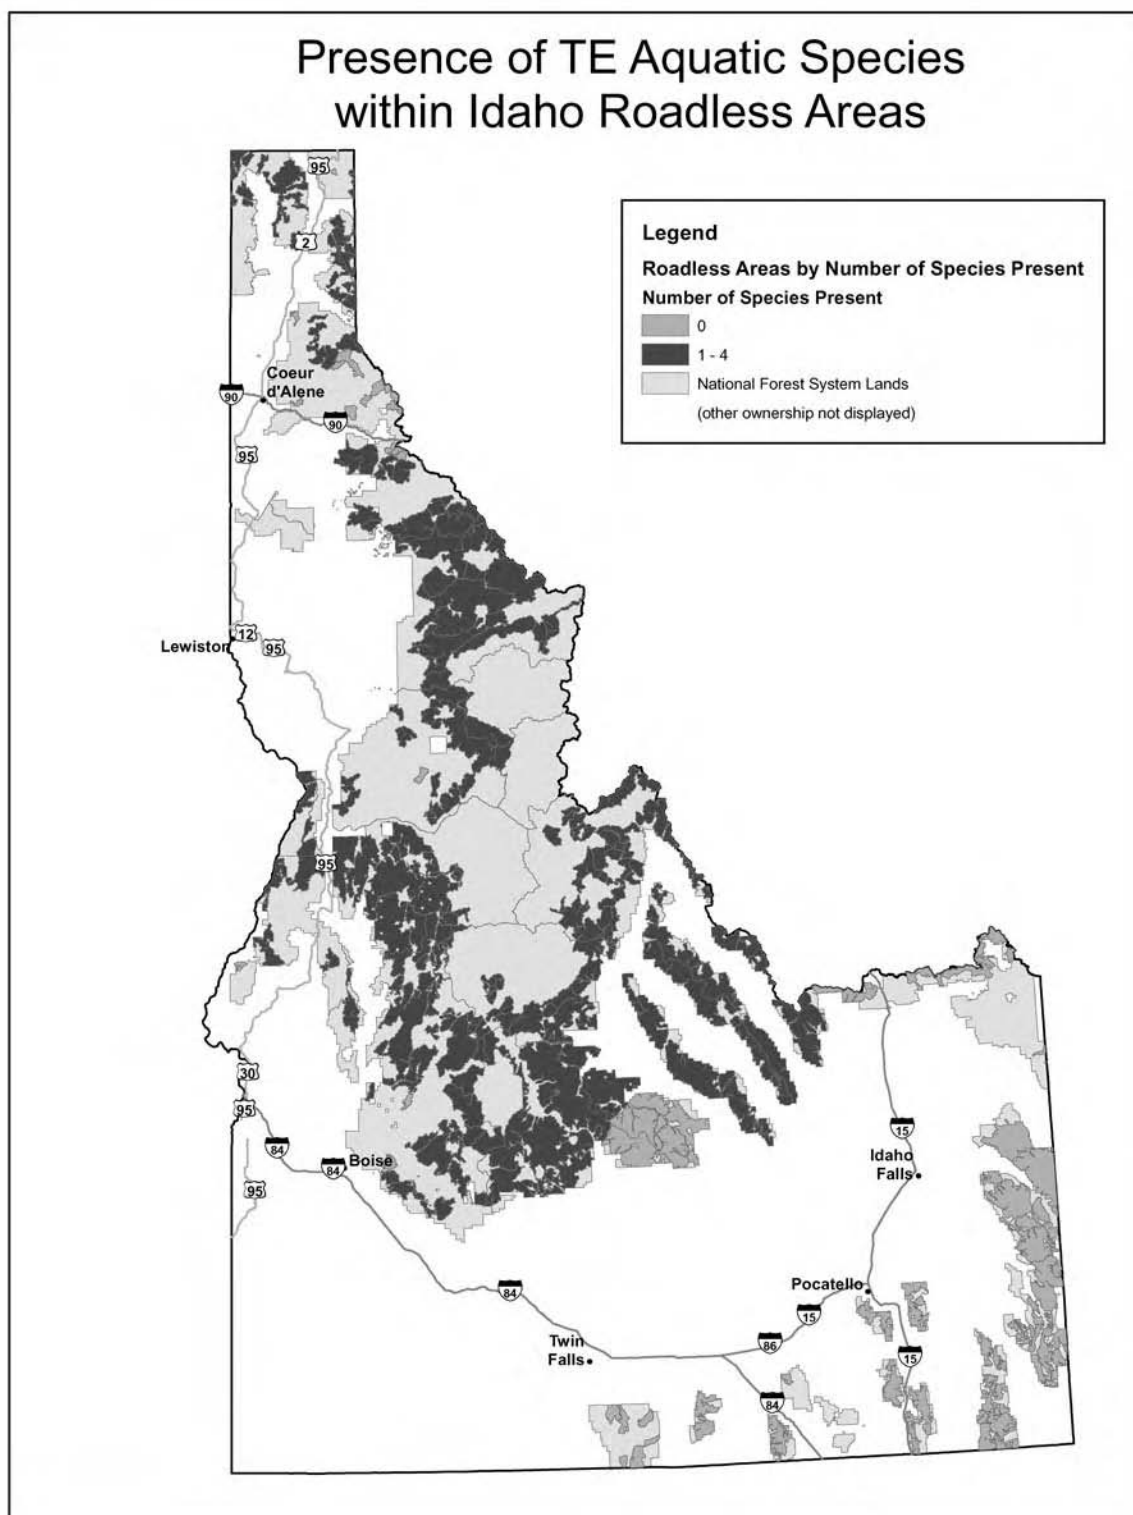 Presence of TE Aquatic Species
within Idaho Roadless Areas
Legend
Roadless Areas by Number of Species Present
Number of Species Present
0
1 - 4
National Forest System Lands
(other ownership not displayed)
95
2
Coeur
d'Alene
90
90
95
Lewiston
12
95
95
30
95
84
84
Boise
95
15
Idaho
Falls
84
Pocatello
15
Twin
Falls
86
15
84